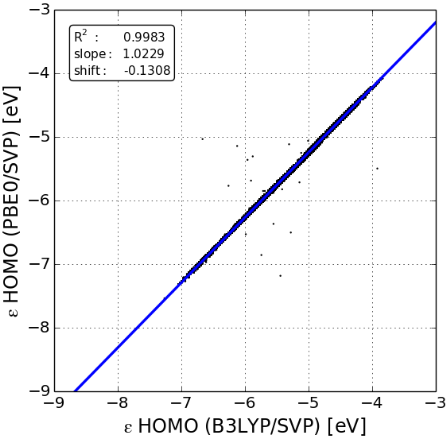 R² : 0.9983
slope: 1.0229
shift: -0.1308
−3
−4
−5
−6
−7
−8
−9
ε HOMO (PBE0/SVP) [eV]
−9 −8 −7 −6 −5 −4 −3
ε HOMO (B3LYP/SVP) [eV]